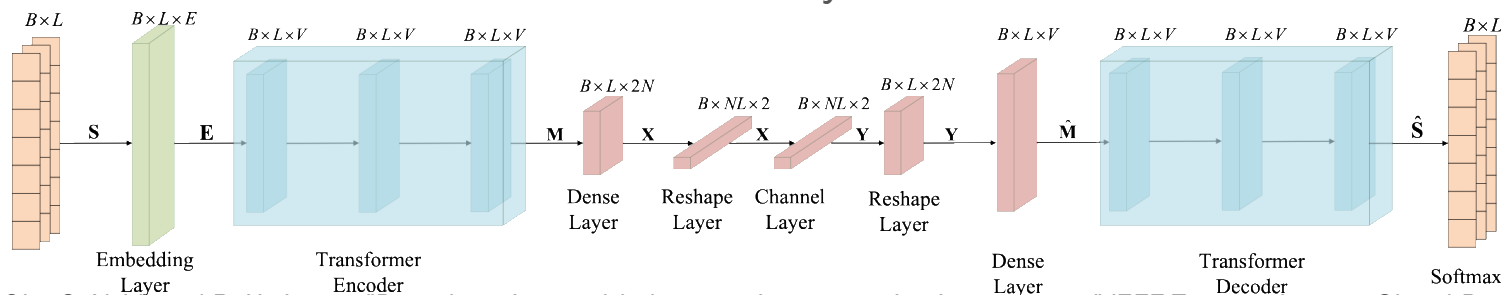 B×L
B×L×E
B×L×V
B×L×V
B×L×V
B×L×2N
B×NL×2
B×NL×2
B×L×2N
B×L×V
B×L×V
B×L×V
B×L×V
B×L
S
E
M
X
X
Y
Y
M̂
Ŝ
Embedding
Layer
Transformer
Encoder
Dense
Layer
Reshape
Layer
Channel
Layer
Reshape
Layer
Dense
Layer
Transformer
Decoder
Softmax